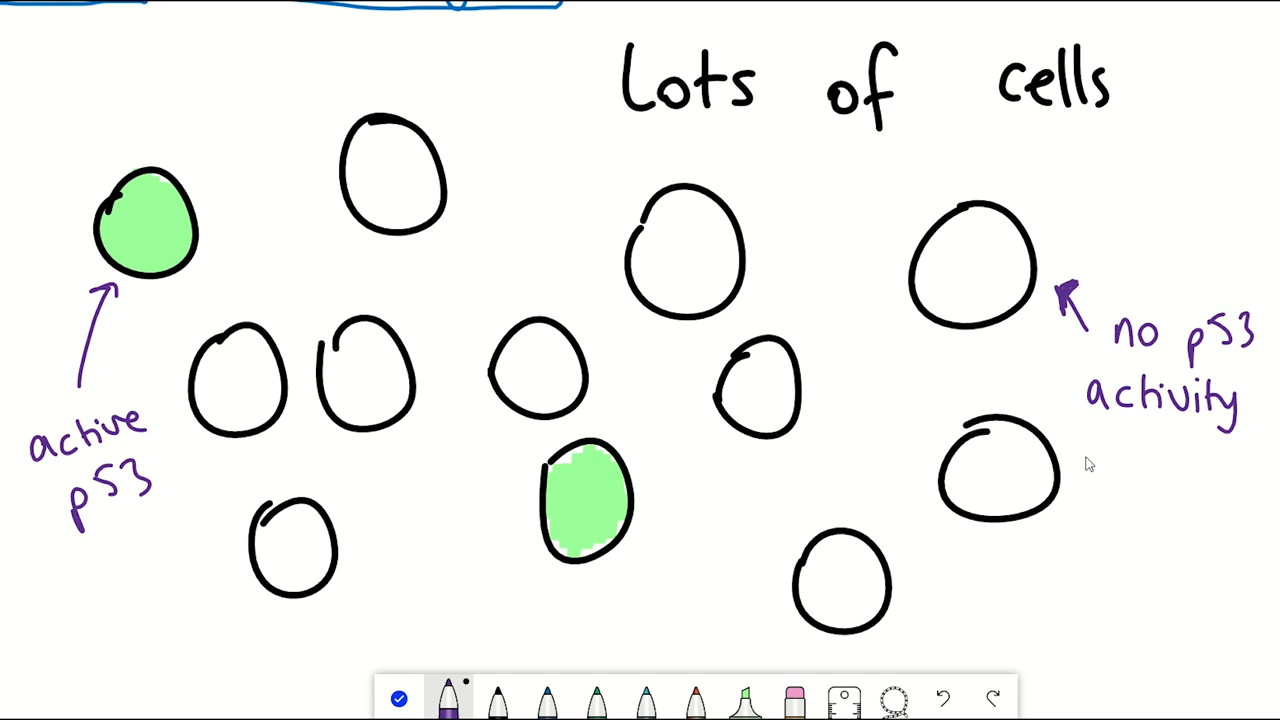 Lots of cells
active
p53
no p53
activity